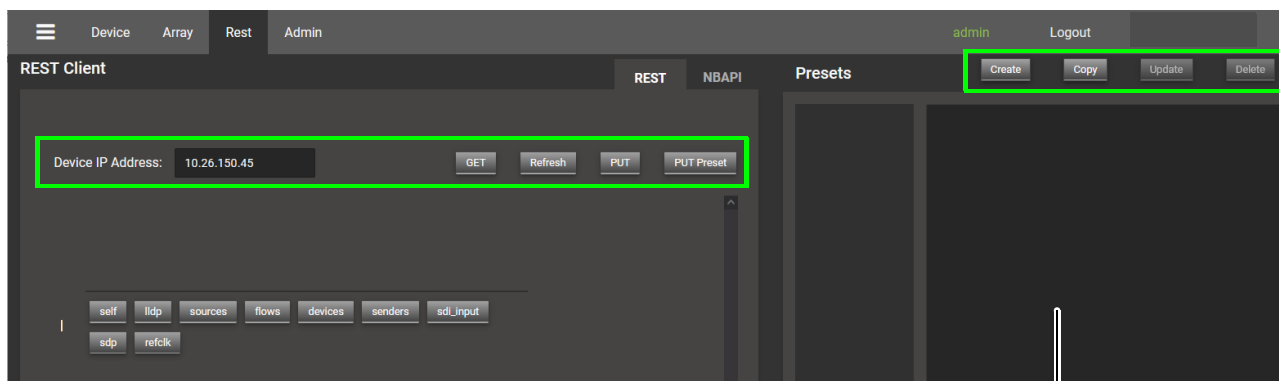 Device Array Rest Admin admin Logout
REST Client REST NBAPI Presets Create Copy Update Delete
Device IP Address: 10.26.150.45 GET Refresh PUT PUT Preset
self lldp sources flows devices senders sdi_input
sdp refclk